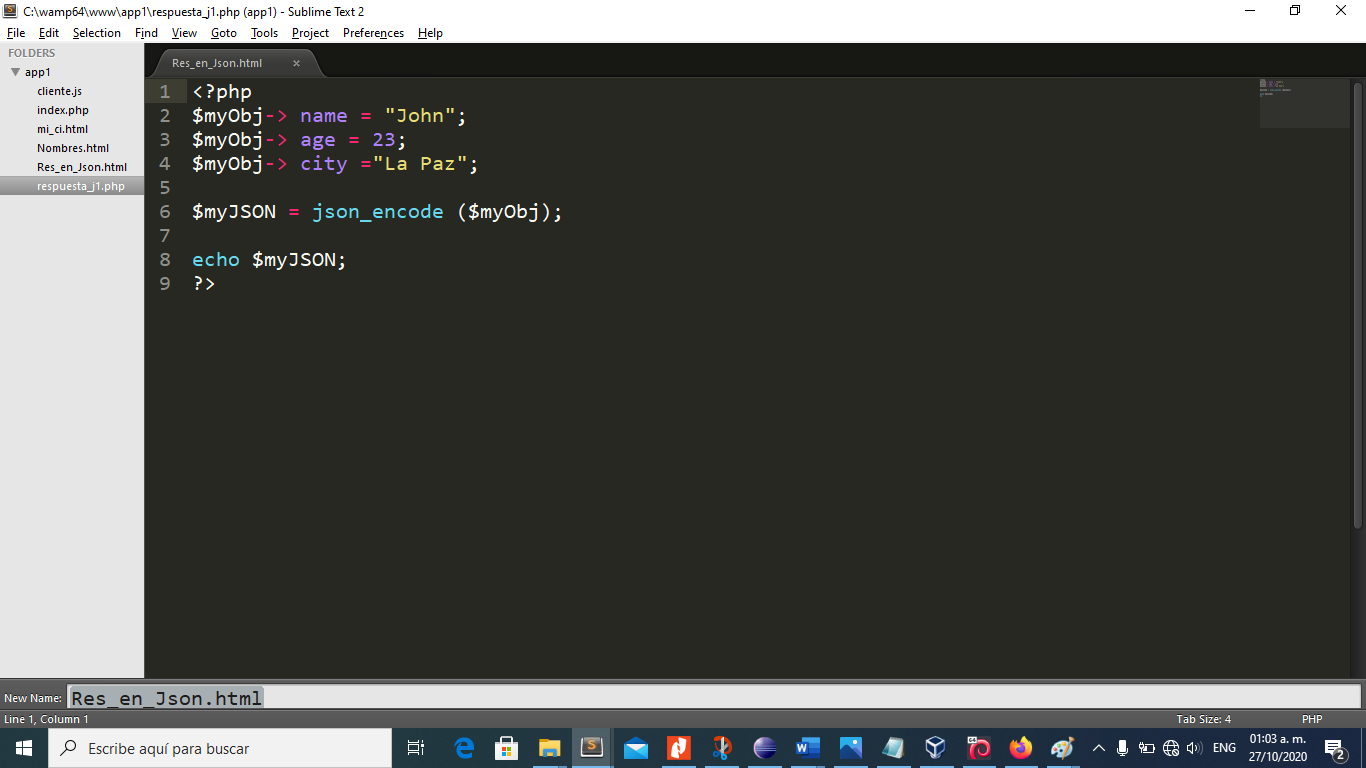 C:\wamp64\www\app1\respuesta_j1.php (app1) - Sublime Text 2
File Edit Selection Find View Goto Tools Project Preferences Help
FOLDERS
app1
cliente.js
index.php
mi_ci.html
Nombres.html
Res_en_Json.html
respuesta_j1.php
Res_en_Json.html ×
1 <?php
2 $myObj-> name = "John";
3 $myObj-> age = 23;
4 $myObj-> city ="La Paz";
5
6 $myJSON = json_encode ($myObj);
7
8 echo $myJSON;
9 ?>
New Name: Res_en_Json.html
Line 1, Column 1 Tab Size: 4 PHP
Escribe aquí para buscar
ENG
01:03 a. m.
27/10/2020
2